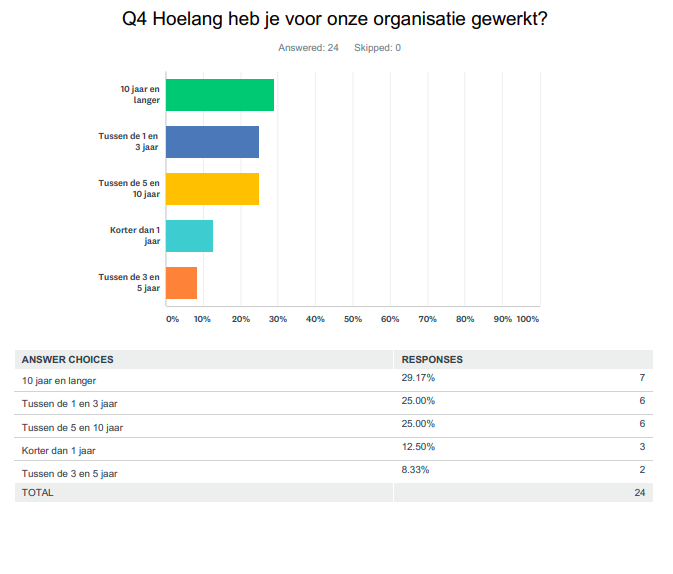 Q4 Hoelang heb je voor onze organisatie gewerkt?
Answered: 24 Skipped: 0
10 jaar en
langer
Tussen de 1 en
3 jaar
Tussen de 5 en
10 jaar
Korter dan 1
jaar
Tussen de 3 en
5 jaar
0% 10% 20% 30% 40% 50% 60% 70% 80% 90% 100%
ANSWER CHOICES RESPONSES
10 jaar en langer 29.17% 7
Tussen de 1 en 3 jaar 25.00% 6
Tussen de 5 en 10 jaar 25.00% 6
Korter dan 1 jaar 12.50% 3
Tussen de 3 en 5 jaar 8.33% 2
TOTAL 24